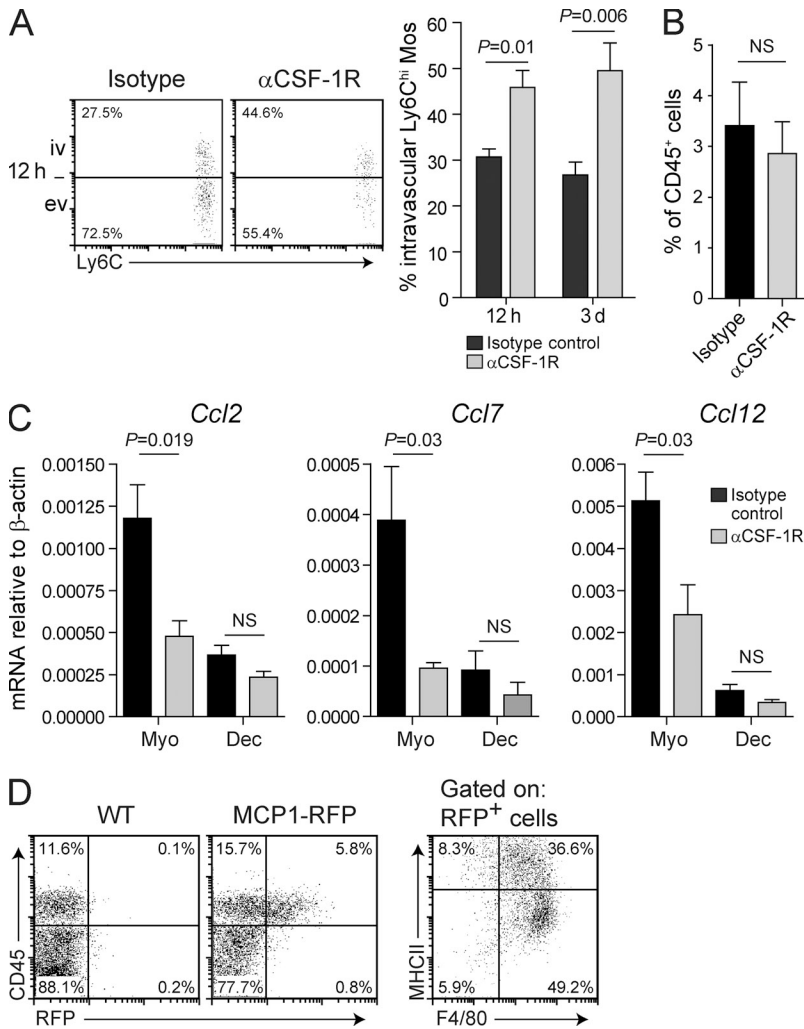 A
Isotype
αCSF-1R
27.5%
44.6%
iv
12 h
ev
72.5%
55.4%
Ly6C
% intravascular Ly6Chi Mos
P=0.01
P=0.006
60
50
40
30
20
10
0
12 h
3 d
Isotype control
αCSF-1R
B
NS
% of CD45+ cells
5
4
3
2
1
0
Isotype
αCSF-1R
C
mRNA relative to β-actin
Ccl2
P=0.019
0.00150
0.00125
0.00100
0.00075
0.00050
0.00025
0.00000
NS
Myo
Dec
Ccl7
P=0.03
0.0005
0.0004
0.0003
0.0002
0.0001
0.0000
NS
Myo
Dec
Ccl12
P=0.03
0.006
0.005
0.004
0.003
0.002
0.001
0.000
NS
Myo
Dec
Isotype
control
αCSF-1R
D
WT
MCP1-RFP
Gated on:
RFP+ cells
11.6%
0.1%
15.7%
5.8%
8.3%
36.6%
CD45
88.1%
0.2%
77.7%
0.8%
MHCII
5.9%
49.2%
RFP
F4/80